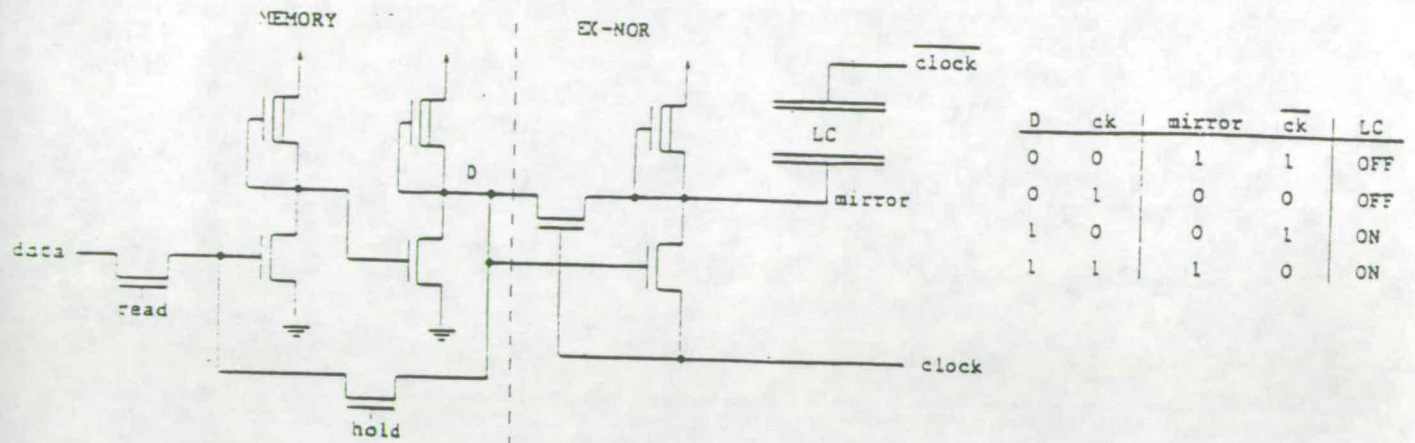 MEMORY
EX-NOR
clock
LC
D
mirror
data
read
hold
clock
D ck mirror ck LC
0 0 1 1 OFF
0 1 0 0 OFF
1 0 0 1 ON
1 1 1 0 ON